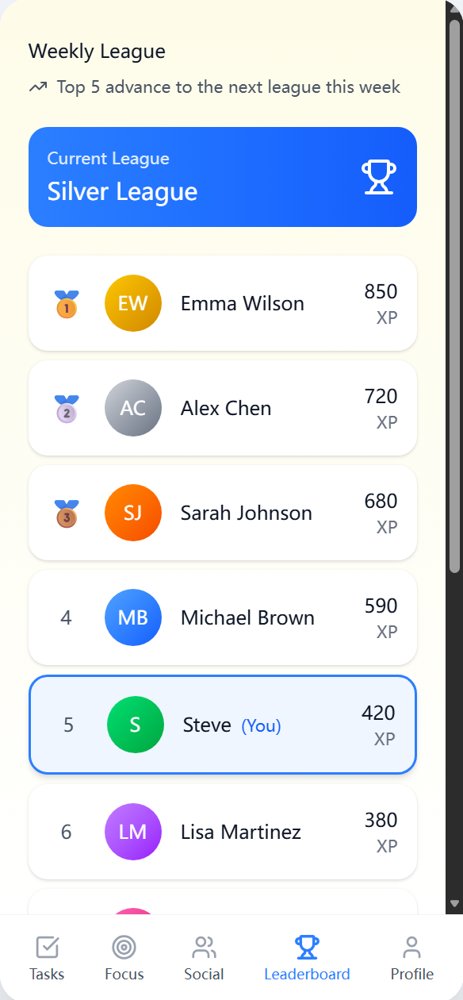 Weekly League
Top 5 advance to the next league this week
Current League
Silver League
1
EW
Emma Wilson
850
XP
2
AC
Alex Chen
720
XP
3
SJ
Sarah Johnson
680
XP
4
MB
Michael Brown
590
XP
5
S
Steve (You)
420
XP
6
LM
Lisa Martinez
380
XP
Tasks
Focus
Social
Leaderboard
Profile